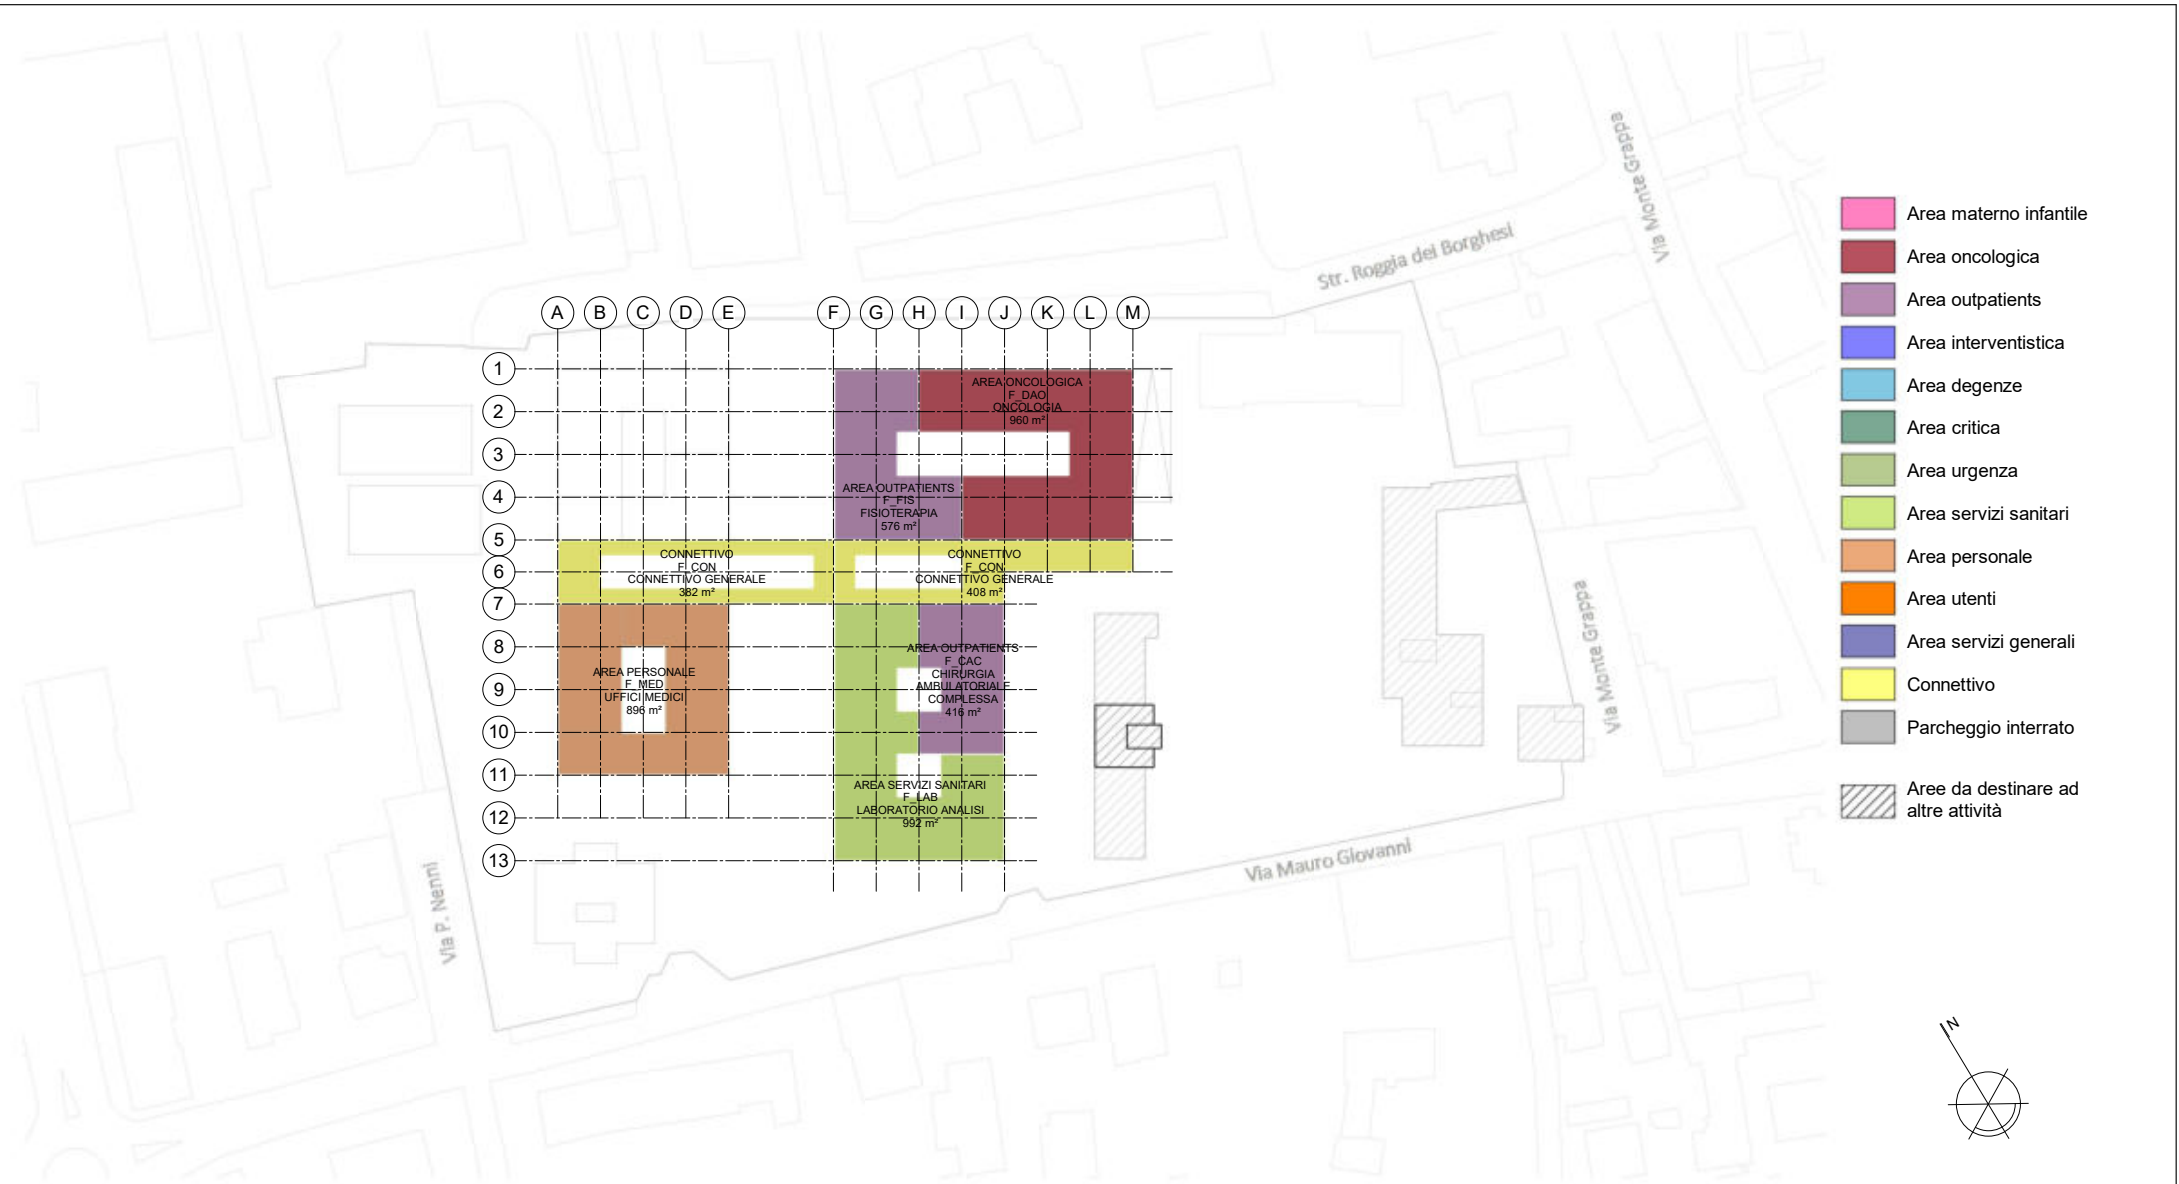 Via Monte Grappa
Str. Roggia dei Borghesi
A B C D E F G H I J K L M
1
2
3
4
5
6
7
8
9
10
11
12
13
AREA ONCOLOGICA
F_DAO
ONCOLOGIA
960 m²
AREA OUTPATIENTS
F_FIS
FISIOTERAPIA
576 m²
CONNETTIVO
F_CON
CONNETTIVO GENERALE
382 m²
CONNETTIVO
F_CON
CONNETTIVO GENERALE
408 m²
AREA PERSONALE
F_MED
UFFICI MEDICI
896 m²
AREA OUTPATIENTS
F_CAC
CHIRURGIA
AMBULATORIALE
COMPLESSA
416 m²
AREA SERVIZI SANITARI
F_LAB
LABORATORIO ANALISI
992 m²
Via Monte Grappa
Via Mauro Giovanni
Via P. Nenni
Area materno infantile
Area oncologica
Area outpatients
Area interventistica
Area degenze
Area critica
Area urgenza
Area servizi sanitari
Area personale
Area utenti
Area servizi generali
Connettivo
Parcheggio interrato
Aree da destinare ad
altre attività
N